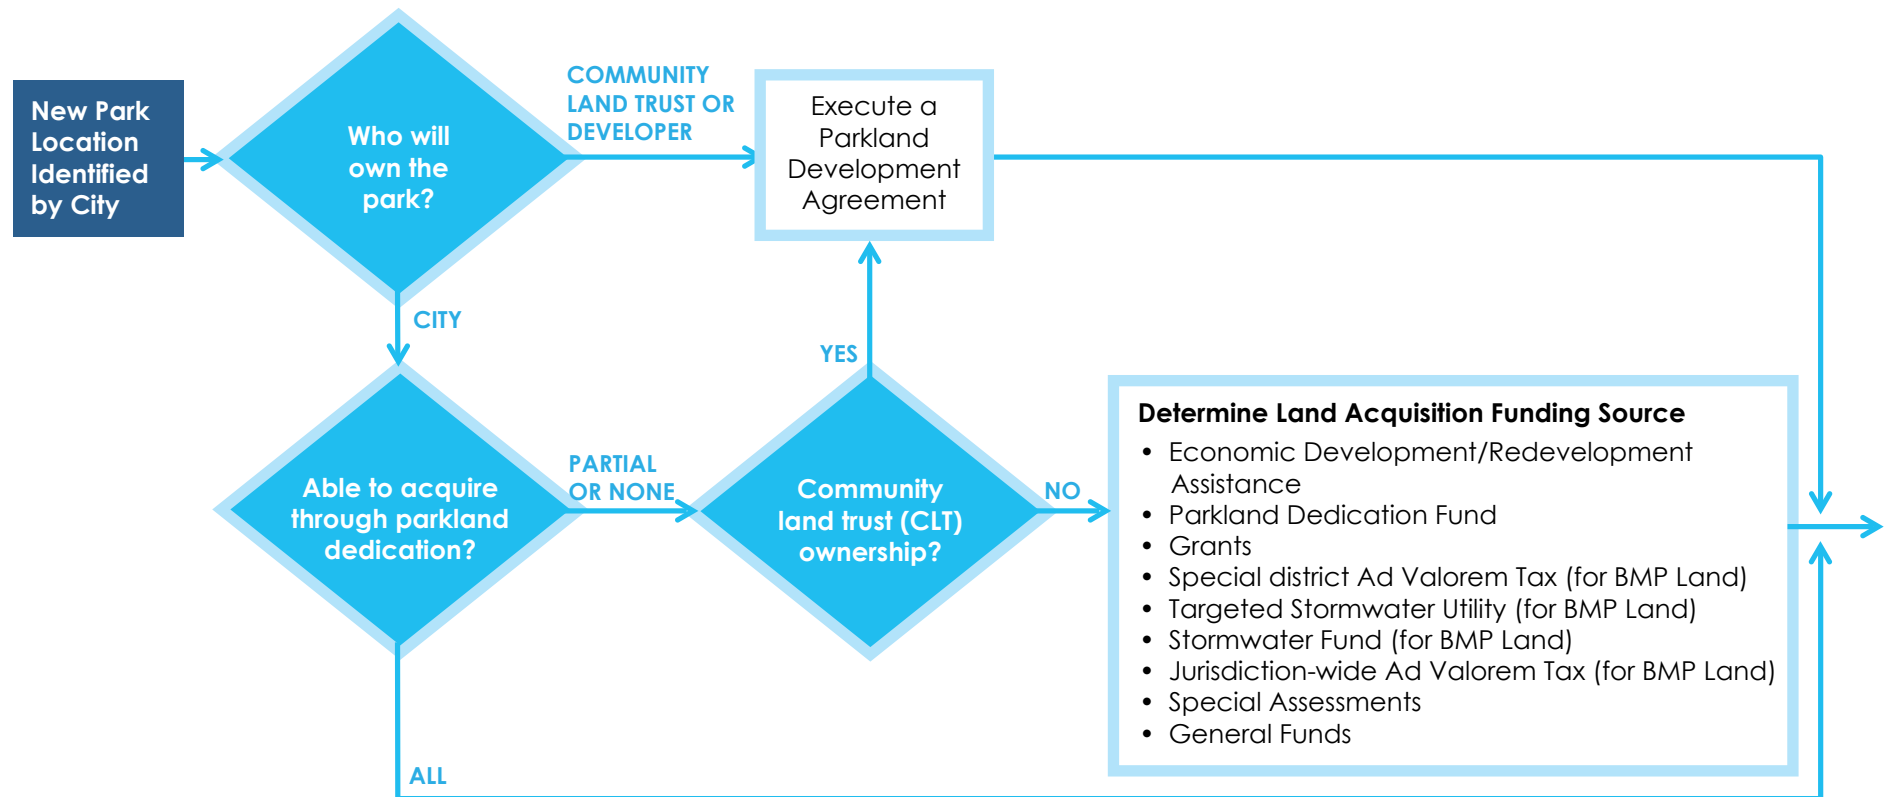 New Park
Location
Identified
by City
Who will
own the
park?
COMMUNITY
LAND TRUST OR
DEVELOPER
Execute a
Parkland
Development
Agreement
CITY
YES
Able to acquire
through parkland
dedication?
PARTIAL
OR NONE
Community
land trust (CLT)
ownership?
NO
Determine Land Acquisition Funding Source
• Economic Development/Redevelopment
Assistance
• Parkland Dedication Fund
• Grants
• Special district Ad Valorem Tax (for BMP Land)
• Targeted Stormwater Utility (for BMP Land)
• Stormwater Fund (for BMP Land)
• Jurisdiction-wide Ad Valorem Tax (for BMP Land)
• Special Assessments
• General Funds
ALL